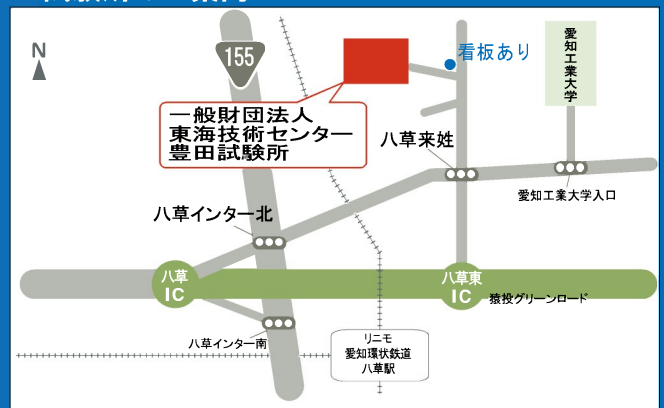 N
155
看板あり
愛知工業大学
一般財団法人
東海技術センター
豊田試験所
八草来姓
愛知工業大学入口
八草インター北
八草
IC
八草東
IC
猿投グリーンロード
八草インター南
リニモ
愛知環状鉄道
八草駅